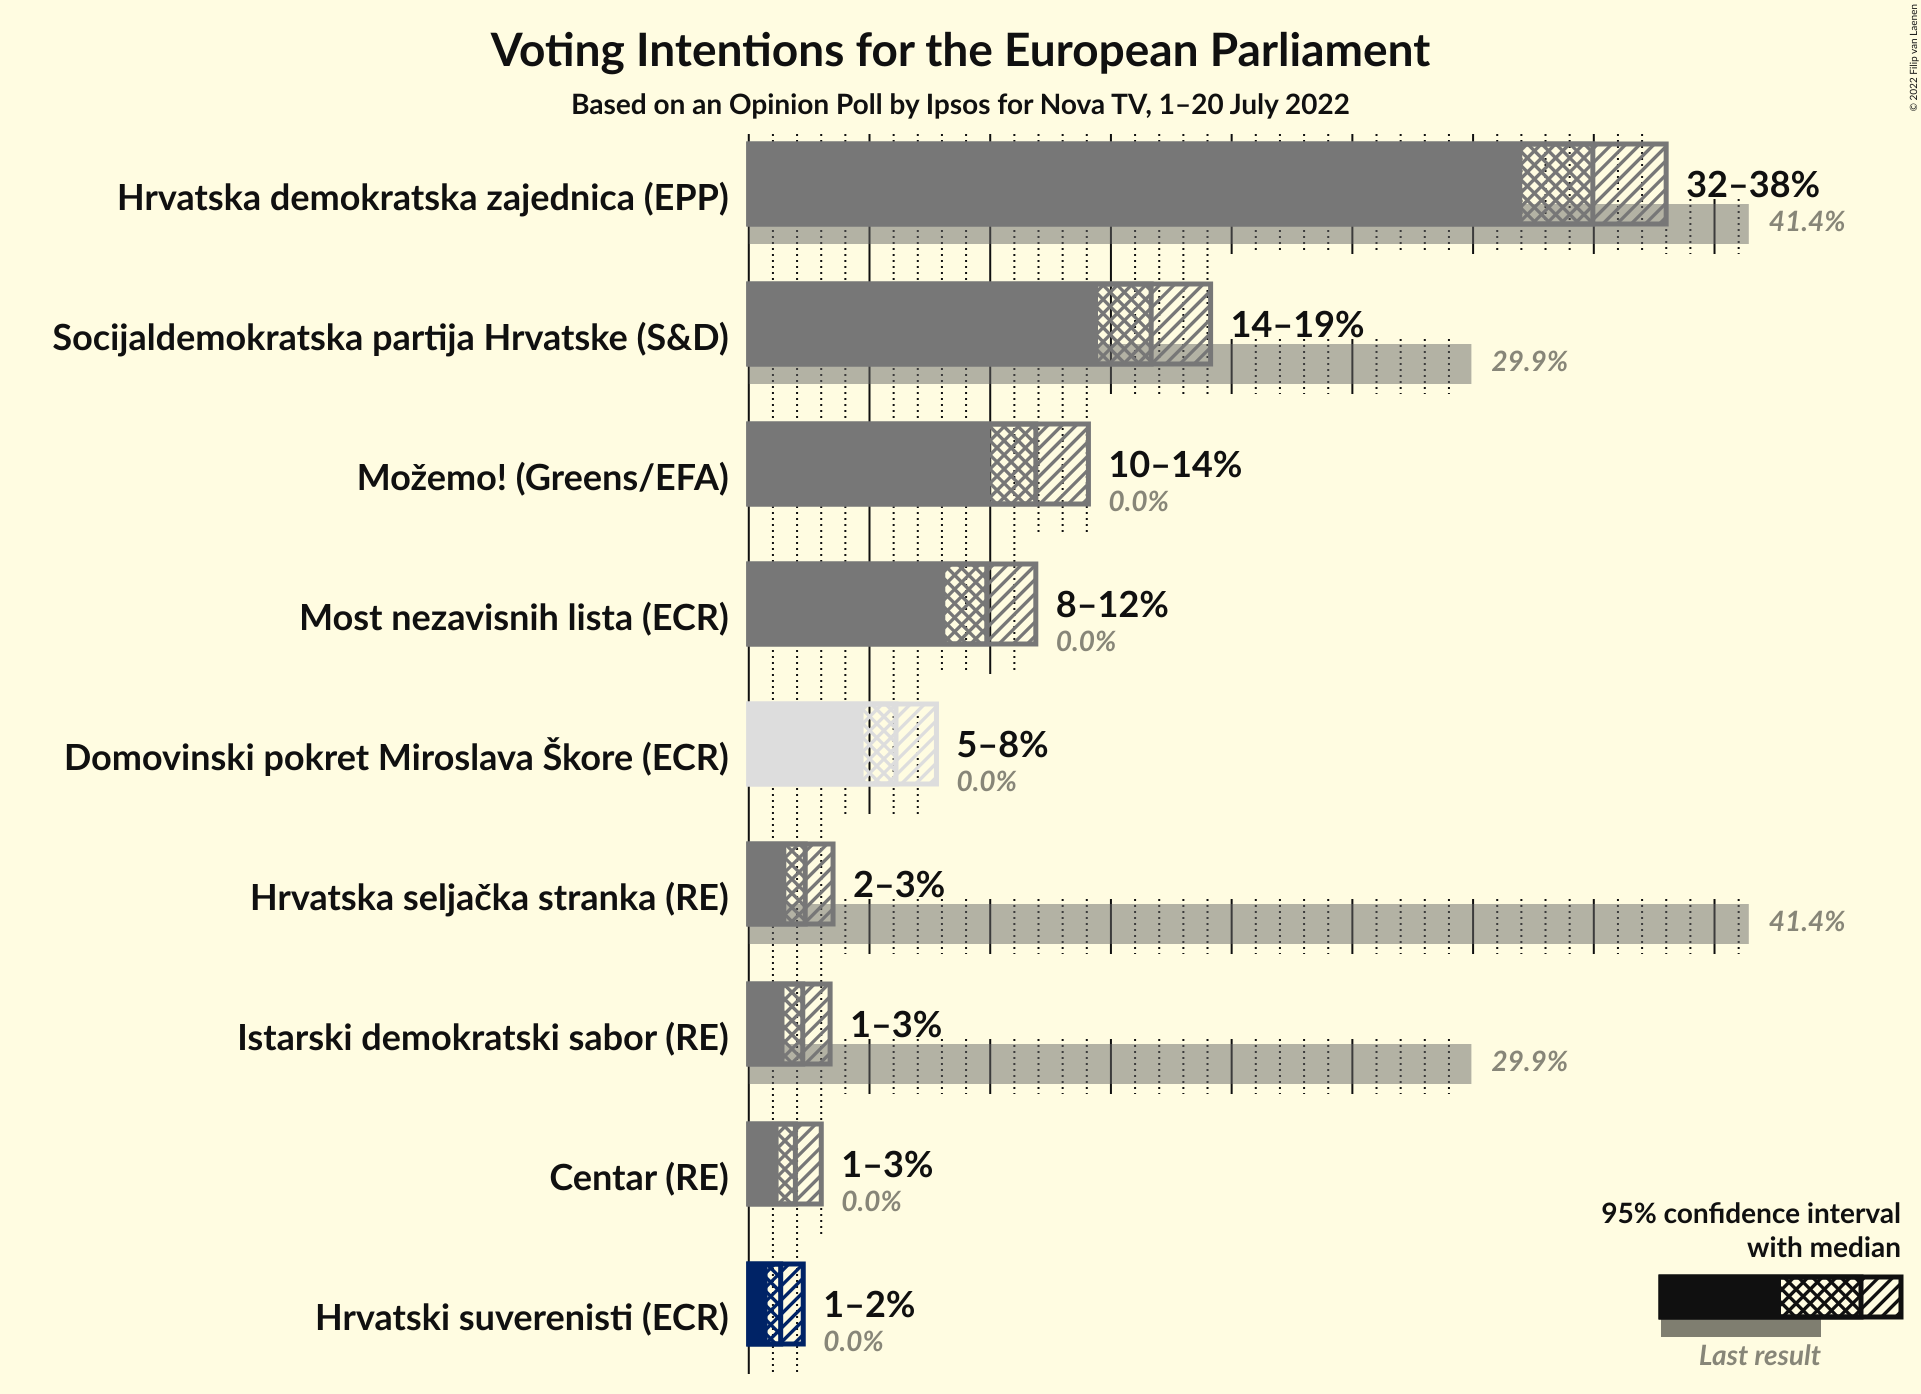 Voting Intentions for the European Parliament
Based on an Opinion Poll by Ipsos for Nova TV, 1–20 July 2022
© 2022 Filip van Laenen
Hrvatska demokratska zajednica (EPP)
32–38%
41.4%
Socijaldemokratska partija Hrvatske (S&D)
14–19%
29.9%
Možemo! (Greens/EFA)
10–14%
0.0%
Most nezavisnih lista (ECR)
8–12%
0.0%
Domovinski pokret Miroslava Škore (ECR)
5–8%
0.0%
Hrvatska seljačka stranka (RE)
2–3%
41.4%
Istarski demokratski sabor (RE)
1–3%
29.9%
Centar (RE)
1–3%
0.0%
Hrvatski suverenisti (ECR)
1–2%
0.0%
95% confidence interval
with median
Last result